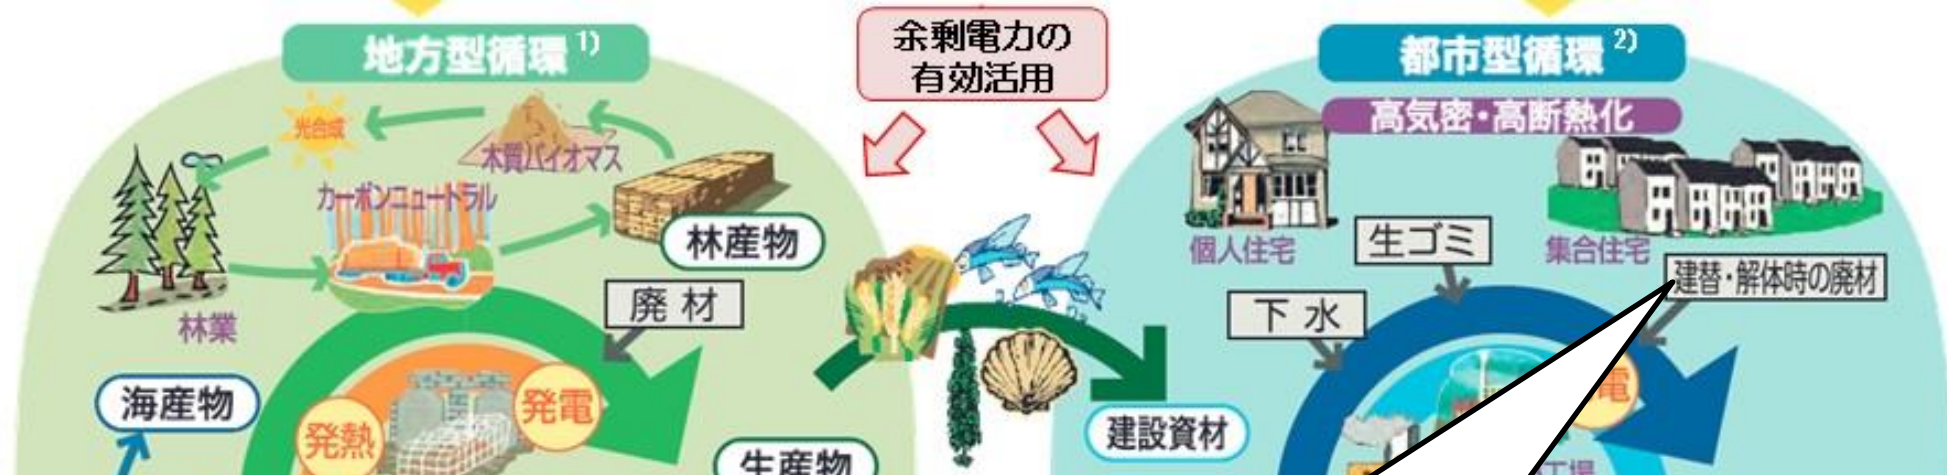 余剰電力の
有効活用
地方型循環 1)
光合成
木質バイオマス
カーボンニュートラル
林産物
廃材
林業
海産物
発熱
発電
生産物
都市型循環 2)
高気密・高断熱化
個人住宅
生ゴミ
集合住宅
建替・解体時の廃材
下水
建設資材
電
工場